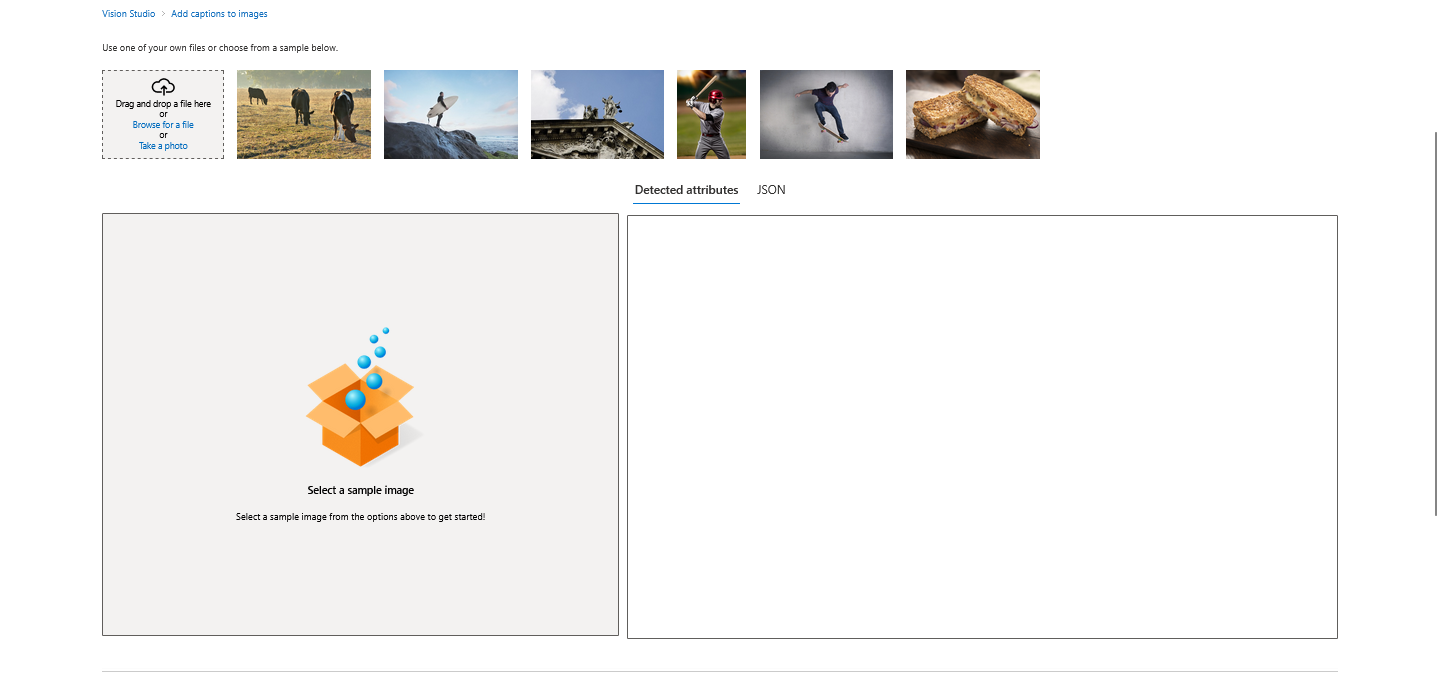 Vision Studio > Add captions to images
Use one of your own files or choose from a sample below.
Drag and drop a file here
or
Browse for a file
or
Take a photo
Detected attributes JSON
Select a sample image
Select a sample image from the options above to get started!